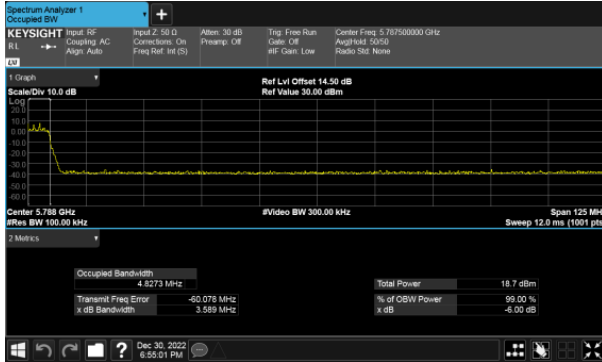 Spectrum Analyzer 1
Occupied BW
KEYSIGHT
Input: RF
Coupling: AC
Align: Auto
Input Z: 50 Ω
Corrections: On
Freq Ref: Int (S)
Atten: 30 dB
Preamp: Off
Trig: Free Run
Gate: Off
#IF Gain: Low
Center Freq: 5.787500000 GHz
Avg|Hold: 50/50
Radio Std: None
RL
1 Graph
Scale/Div 10.0 dB
Ref Lvl Offset 14.50 dB
Ref Value 30.00 dBm
Log
20.0
10.0
0.00
-10.0
-20.0
-30.0
-40.0
-50.0
-60.0
Center 5.788 GHz
#Video BW 300.00 kHz
Span 125 MH
#Res BW 100.00 kHz
Sweep 12.0 ms (1001 pts
2 Metrics
Occupied Bandwidth
4.8273 MHz
Total Power 18.7 dBm
Transmit Freq Error -60.078 MHz
% of OBW Power 99.00 %
x dB Bandwidth 3.589 MHz
x dB -6.00 dB
Dec 30, 2022
6:55:01 PM